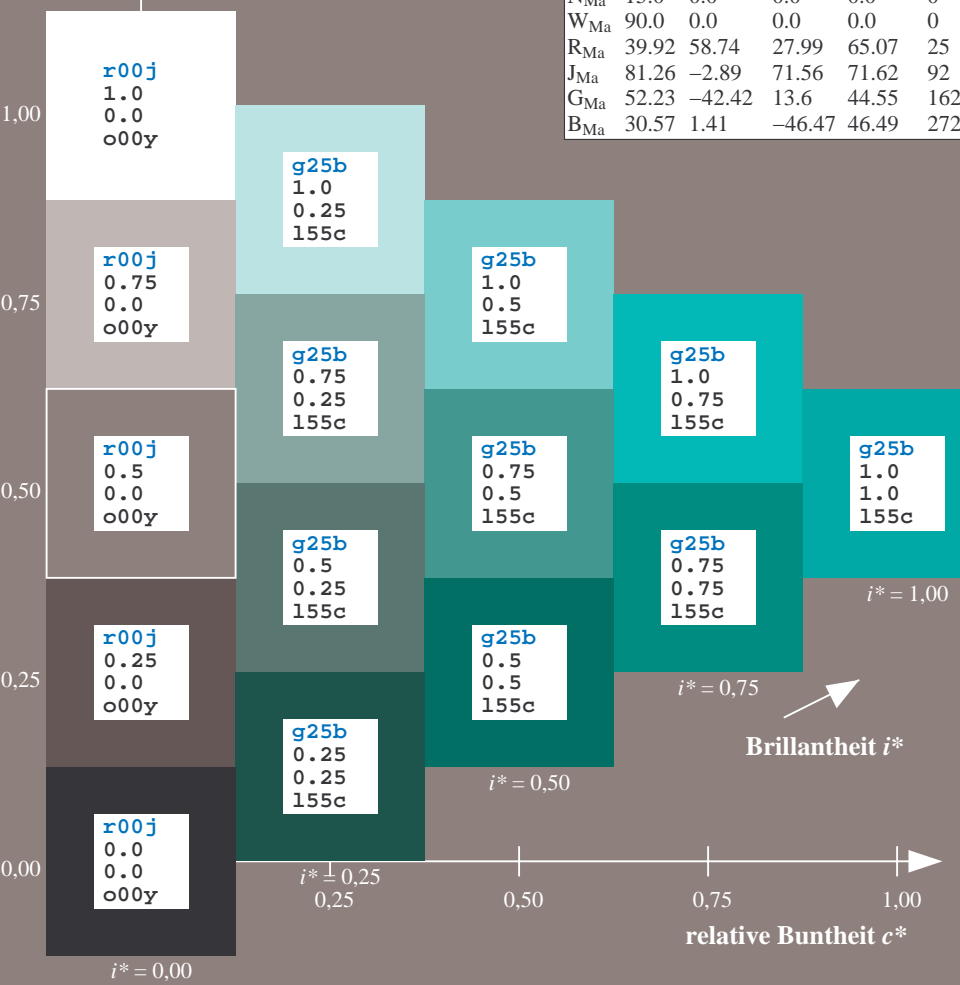 W_Ma 90.0 0.0 0.0 0.0 0
R_Ma 39.92 58.74 27.99 65.07 25
J_Ma 81.26 −2.89 71.56 71.62 92
G_Ma 52.23 −42.42 13.6 44.55 162
B_Ma 30.57 1.41 −46.47 46.49 272
r00j
1.0
0.0
o00y
1,00
g25b
1.0
0.25
l55c
r00j
0.75
0.0
o00y
0,75
g25b
1.0
0.5
l55c
g25b
0.75
0.25
l55c
g25b
1.0
0.75
l55c
r00j
0.5
0.0
o00y
0,50
g25b
0.75
0.5
l55c
g25b
1.0
1.0
l55c
i* = 1,00
g25b
0.5
0.25
l55c
g25b
0.75
0.75
l55c
i* = 0,75
r00j
0.25
0.0
o00y
0,25
g25b
0.5
0.5
l55c
i* = 0,50
Brillantheit i*
g25b
0.25
0.25
l55c
i* = 0,25
r00j
0.0
0.0
o00y
0,00
i* = 0,00
0,25 0,50 0,75 1,00
relative Buntheit c*